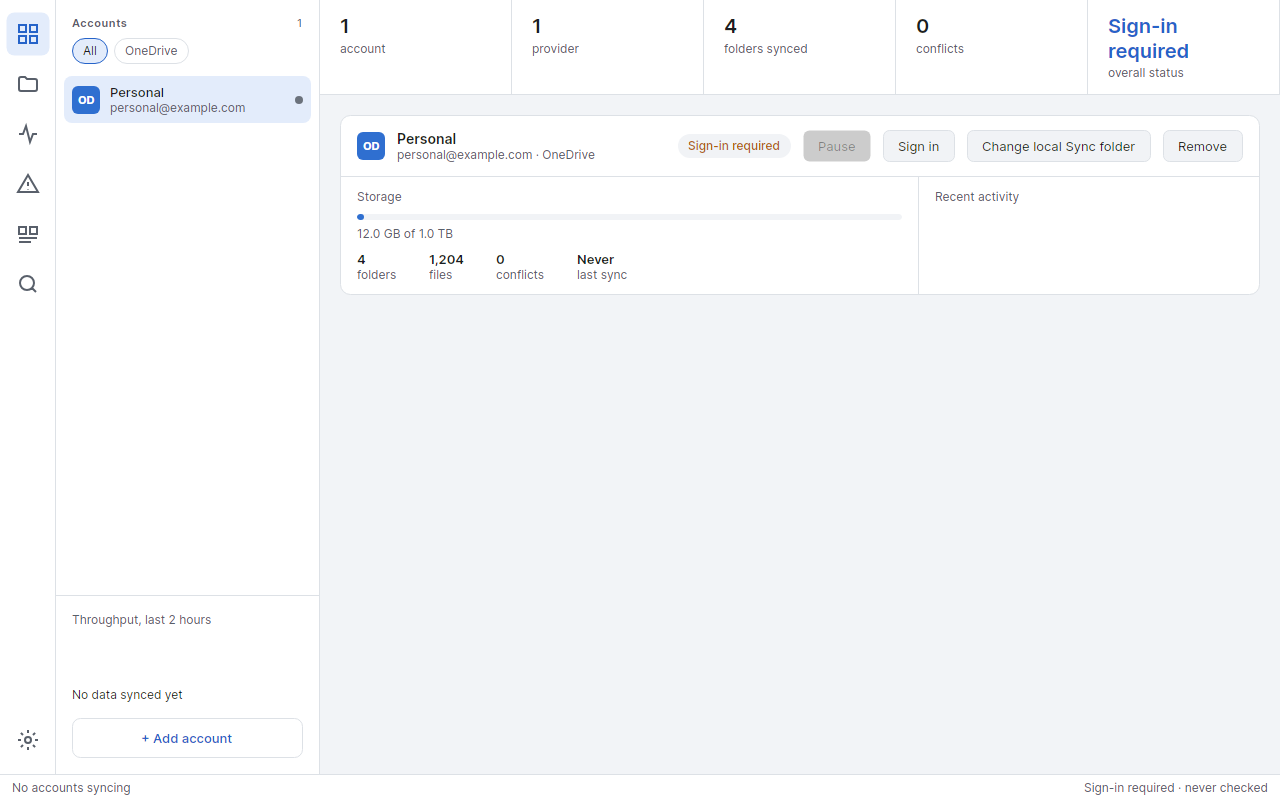 Accounts
1
All
OneDrive
OD
Personal
personal@example.com
Throughput, last 2 hours
No data synced yet
+ Add account
1
account
1
provider
4
folders synced
0
conflicts
Sign-in
required
overall status
OD
Personal
personal@example.com · OneDrive
Sign-in required
Pause
Sign in
Change local Sync folder
Remove
Storage
12.0 GB of 1.0 TB
4
folders
1,204
files
0
conflicts
Never
last sync
Recent activity
No accounts syncing
Sign-in required · never checked